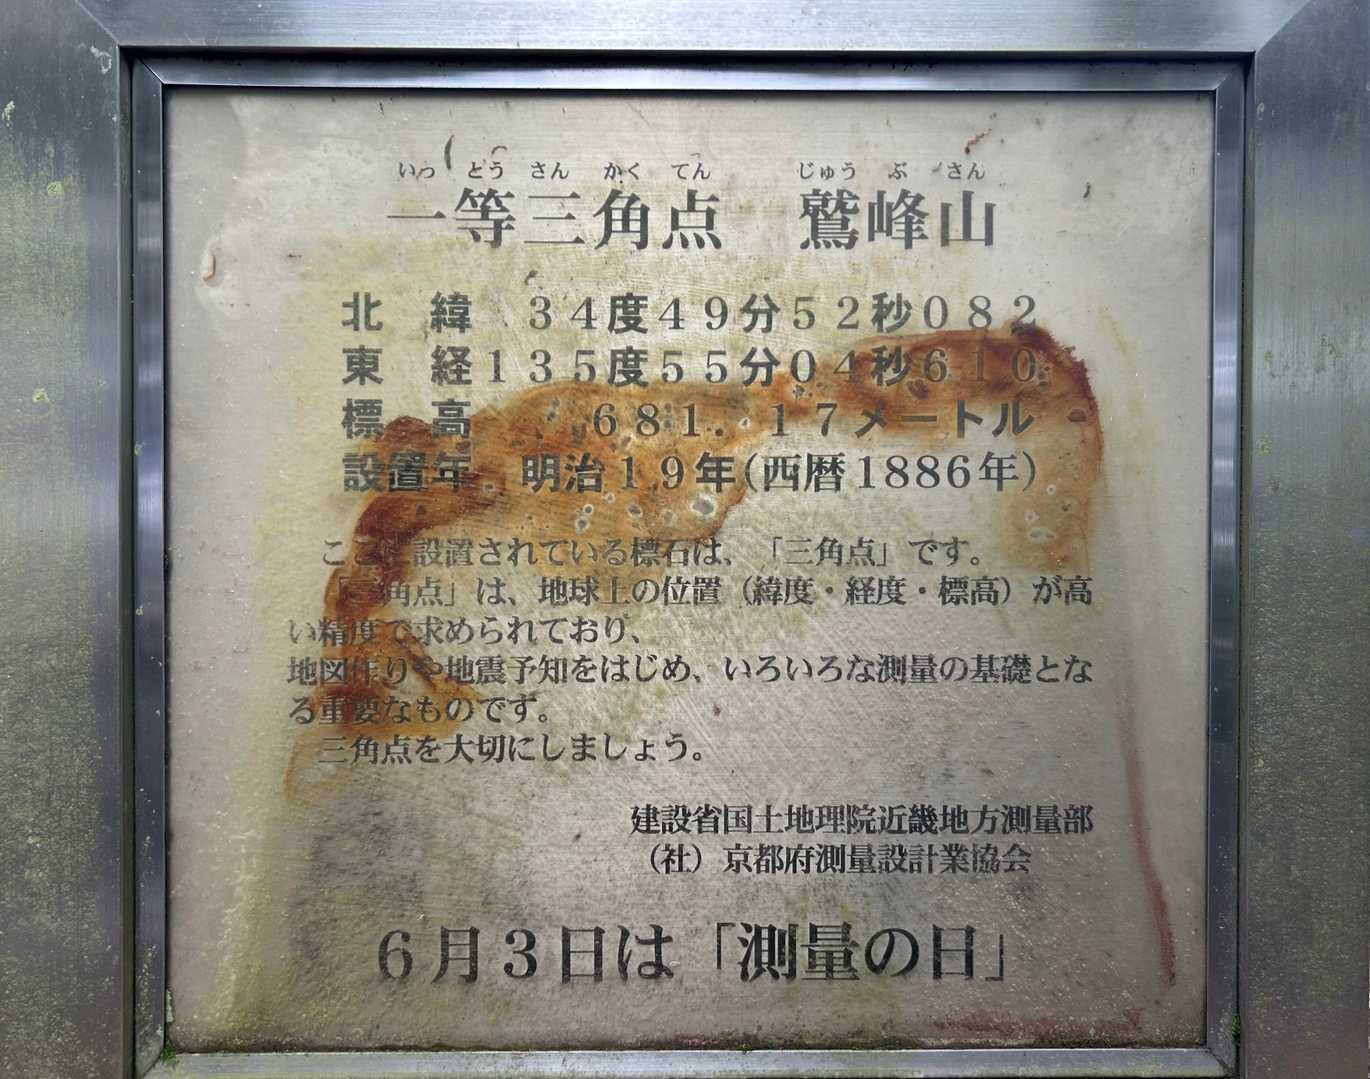 いっとうさんかくてん じゅうぶさん
一等三角点 鷲峰山
北 緯 34度49分52秒082
東 経135度55分04秒610
標 高 681.17メートル
設置年 明治19年(西暦1886年)
ここに設置されている標石は、「三角点」です。
「三角点」は、地球上の位置（緯度・経度・標高）が高
い精度で求められており、
地図作りや地震予知をはじめ、いろいろな測量の基礎とな
る重要なものです。
三角点を大切にしましょう。
建設省国土地理院近畿地方測量部
（社）京都府測量設計業協会
6月3日は「測量の日」